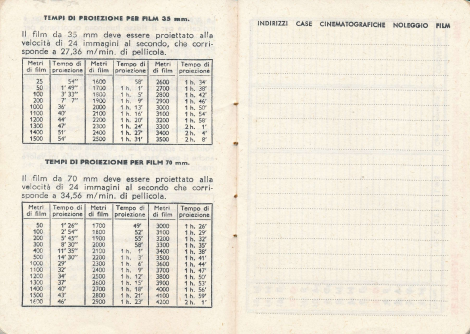 TEMPI DI PROIEZIONE PER FILM 35 mm.
Il film da 35 mm deve essere proiettato alla
velocità di 24 immagini al secondo, che corri-
sponde a 27,36 m/min. di pellicola.
Metri di film | Tempo di proiezione | Metri di film | Tempo di proiezione | Metri di film | Tempo di proiezione
25 54" 1600 58' 2600 1 h. 34'
50 1' 49" 1700 1 h. 1' 2700 1 h. 38'
100 3' 33" 1800 1 h. 5' 2800 1 h. 42'
200 7' 7" 1900 1 h. 9' 2900 1 h. 46'
1000 36' 2000 1 h. 13' 3000 1 h. 50'
1100 40' 2100 1 h. 16' 3100 1 h. 54'
1200 44' 2200 1 h. 20' 3200 1 h. 58'
1300 47' 2300 1 h. 24' 3300 2 h. 1'
1400 51' 2400 1 h. 27' 3400 2 h. 4'
1500 54' 2500 1 h. 31' 3500 2 h. 8'
TEMPI DI PROIEZIONE PER FILM 70 mm.
Il film da 70 mm deve essere proiettato alla
velocità di 24 immagini al secondo che corri-
sponde a 34,56 m/min. di pellicola.
Metri di film | Tempo di proiezione | Metri di film | Tempo di proiezione | Metri di film | Tempo di proiezione
50 1' 26" 1700 49' 3000 1 h. 26'
100 2' 54" 1800 52' 3100 1 h. 29'
200 5' 45" 1900 55' 3200 1 h. 32'
300 8' 30" 2000 58' 3300 1 h. 35'
400 11' 35" 2100 1 h. 1' 3400 1 h. 38'
500 14' 30" 2200 1 h. 3' 3500 1 h. 41'
1000 29' 2300 1 h. 6' 3600 1 h. 44'
1100 32' 2400 1 h. 9' 3700 1 h. 47'
1200 34' 2500 1 h. 12' 3800 1 h. 50'
1300 37' 2600 1 h. 15' 3900 1 h. 53'
1400 40' 2700 1 h. 18' 4000 1 h. 56'
1500 43' 2800 1 h. 21' 4100 1 h. 59'
1600 46' 2900 1 h. 23' 4200 2 h. 1'
INDIRIZZI CASE CINEMATOGRAFICHE NOLEGGIO FILM